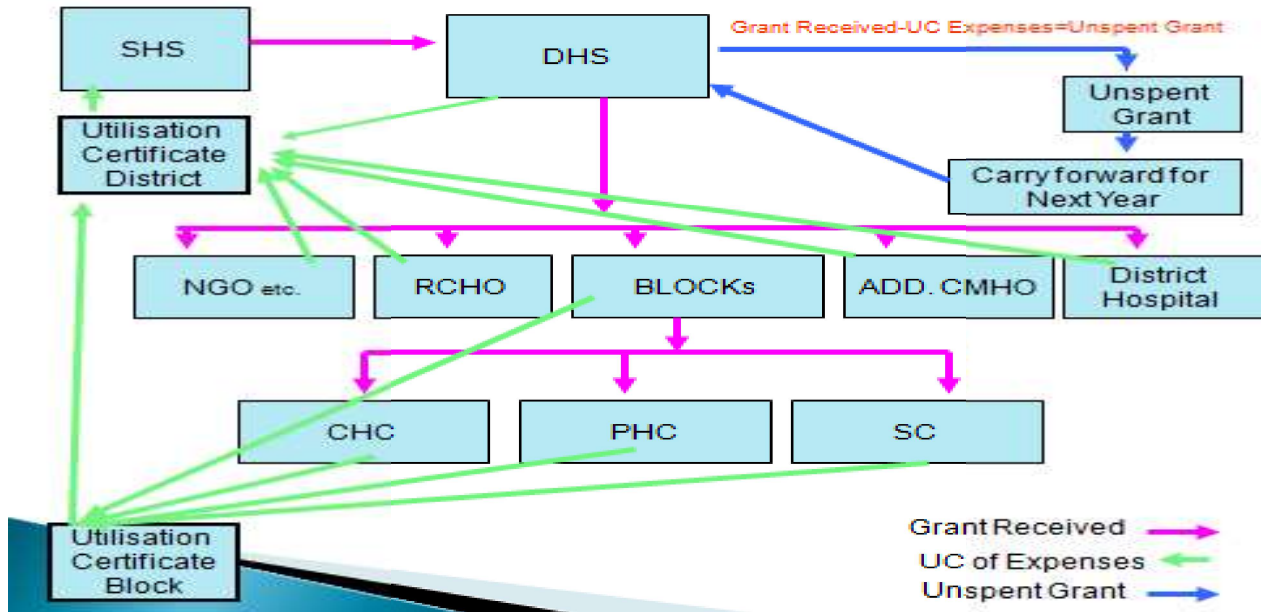 SHS
DHS
Grant Received-UC Expenses=Unspent Grant
Unspent
Grant
Utilisation
Certificate
District
Carry forward for
Next Year
NGO etc.
RCHO
BLOCKs
ADD. CMHO
District
Hospital
CHC
PHC
SC
Utilisation
Certificate
Block
Grant Received
UC of Expenses
Unspent Grant